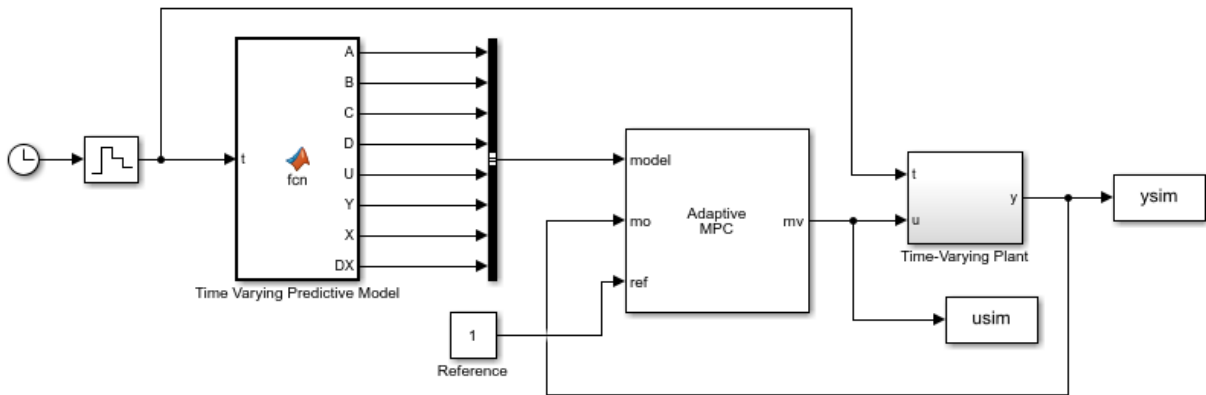 A
B
C
D
U
Y
X
DX
t
fcn
Time Varying Predictive Model
model
mo
ref
Adaptive
MPC
mv
1
Reference
t
u
y
Time-Varying Plant
ysim
usim